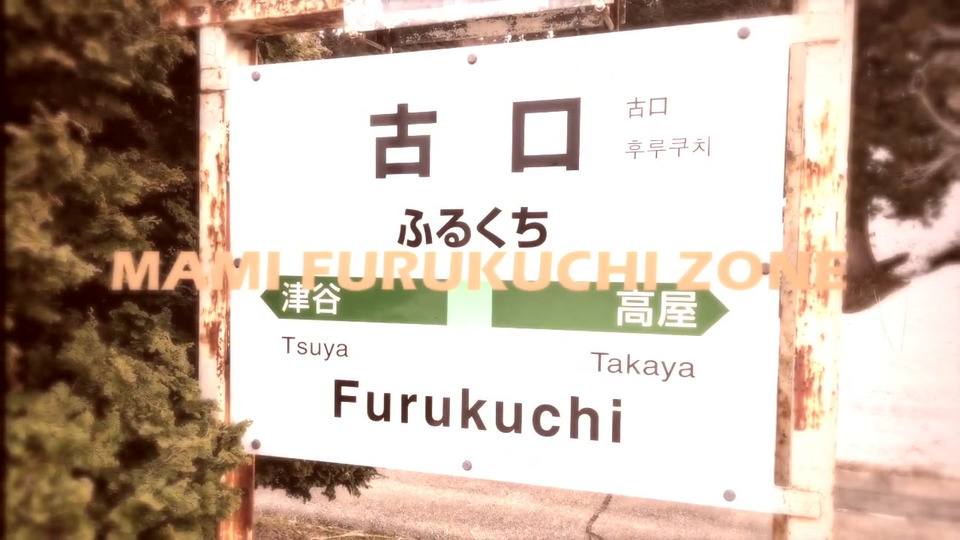 古口
古口
후루쿠치
ふるくち
MAMI FURUKUCHI ZONE
津谷 高屋
Tsuya Takaya
Furukuchi